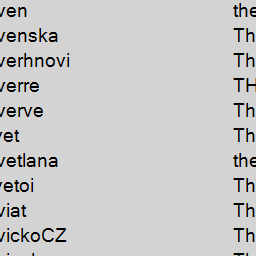 ven the
venska Th
verhnovi Th
verre TH
verve Th
vet Th
vetlana the
vetoi Th
viat Th
vickoCZ Th